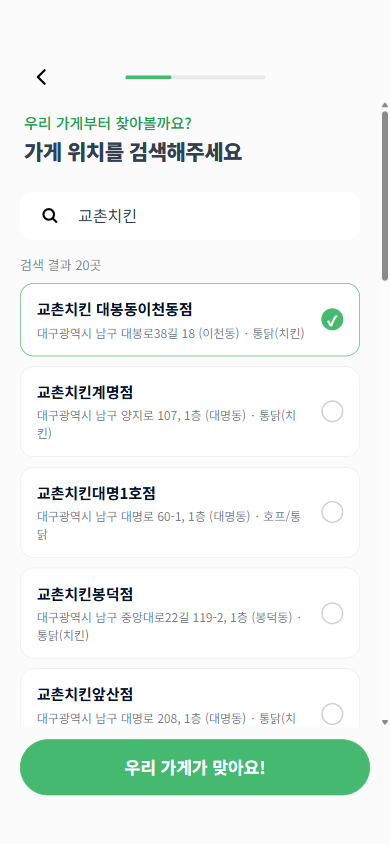 우리 가게부터 찾아볼까요?
가게 위치를 검색해주세요
교촌치킨
검색 결과 20곳
교촌치킨 대봉동이천동점
대구광역시 남구 대봉로38길 18 (이천동) · 통닭(치킨)
교촌치킨계명점
대구광역시 남구 양지로 107, 1층 (대명동) · 통닭(치
킨)
교촌치킨대명1호점
대구광역시 남구 대명로 60-1, 1층 (대명동) · 호프/통
닭
교촌치킨봉덕점
대구광역시 남구 중앙대로22길 119-2, 1층 (봉덕동) ·
통닭(치킨)
교촌치킨앞산점
대구광역시 남구 대명로 208, 1층 (대명동) · 통닭(치
우리 가게가 맞아요!